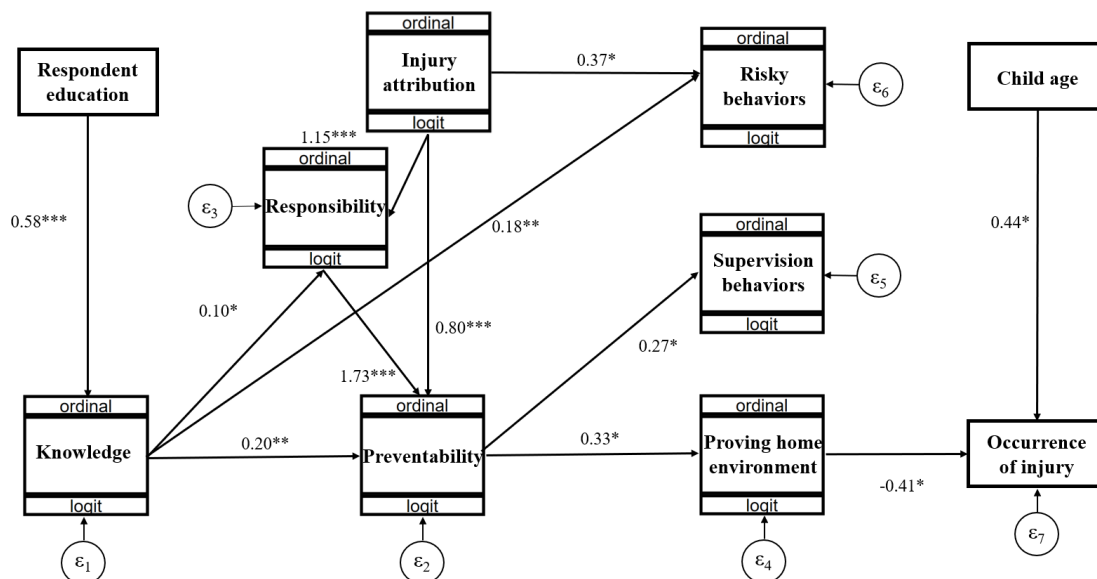 Respondent
education
ordinal
Injury
attribution
logit
0.37*
ordinal
Risky
behaviors
logit
ε6
Child age
1.15***
ordinal
Responsibility
logit
ε3
0.58***
0.18**
0.44*
ordinal
Supervision
behaviors
logit
ε5
0.10*
0.80***
0.27*
1.73***
ordinal
Knowledge
logit
ε1
0.20**
ordinal
Preventability
logit
ε2
0.33*
ordinal
Proving home
environment
logit
ε4
-0.41*
Occurrence
of injury
ε7